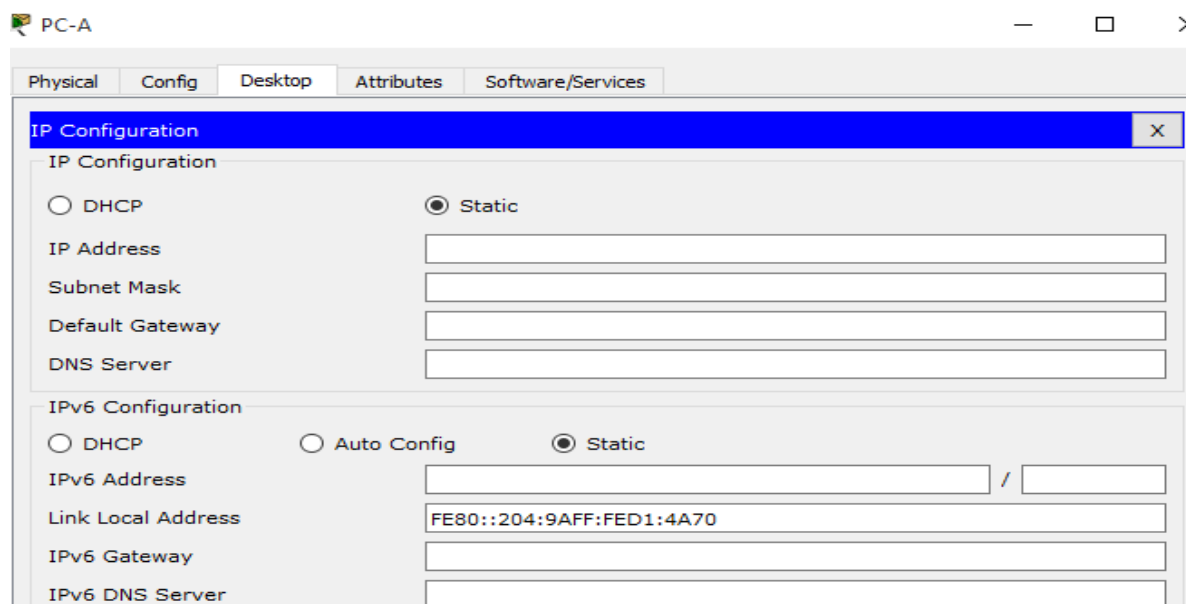 PC-A
Physical Config Desktop Attributes Software/Services
IP Configuration X
IP Configuration
DHCP Static
IP Address
Subnet Mask
Default Gateway
DNS Server
IPv6 Configuration
DHCP Auto Config Static
IPv6 Address /
Link Local Address FE80::204:9AFF:FED1:4A70
IPv6 Gateway
IPv6 DNS Server